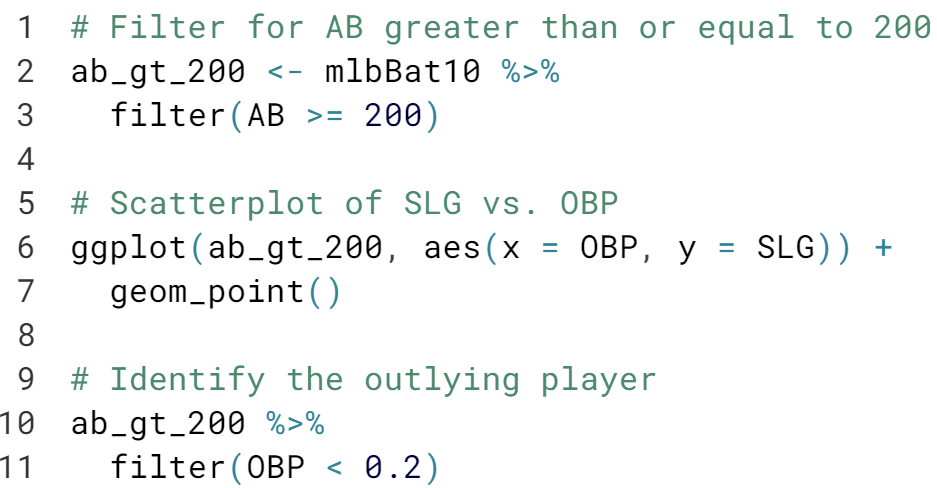 1 # Filter for AB greater than or equal to 200
2 ab_gt_200 <- mlbBat10 %>%
3   filter(AB >= 200)
4
5 # Scatterplot of SLG vs. OBP
6 ggplot(ab_gt_200, aes(x = OBP, y = SLG)) +
7   geom_point()
8
9 # Identify the outlying player
10 ab_gt_200 %>%
11   filter(OBP < 0.2)